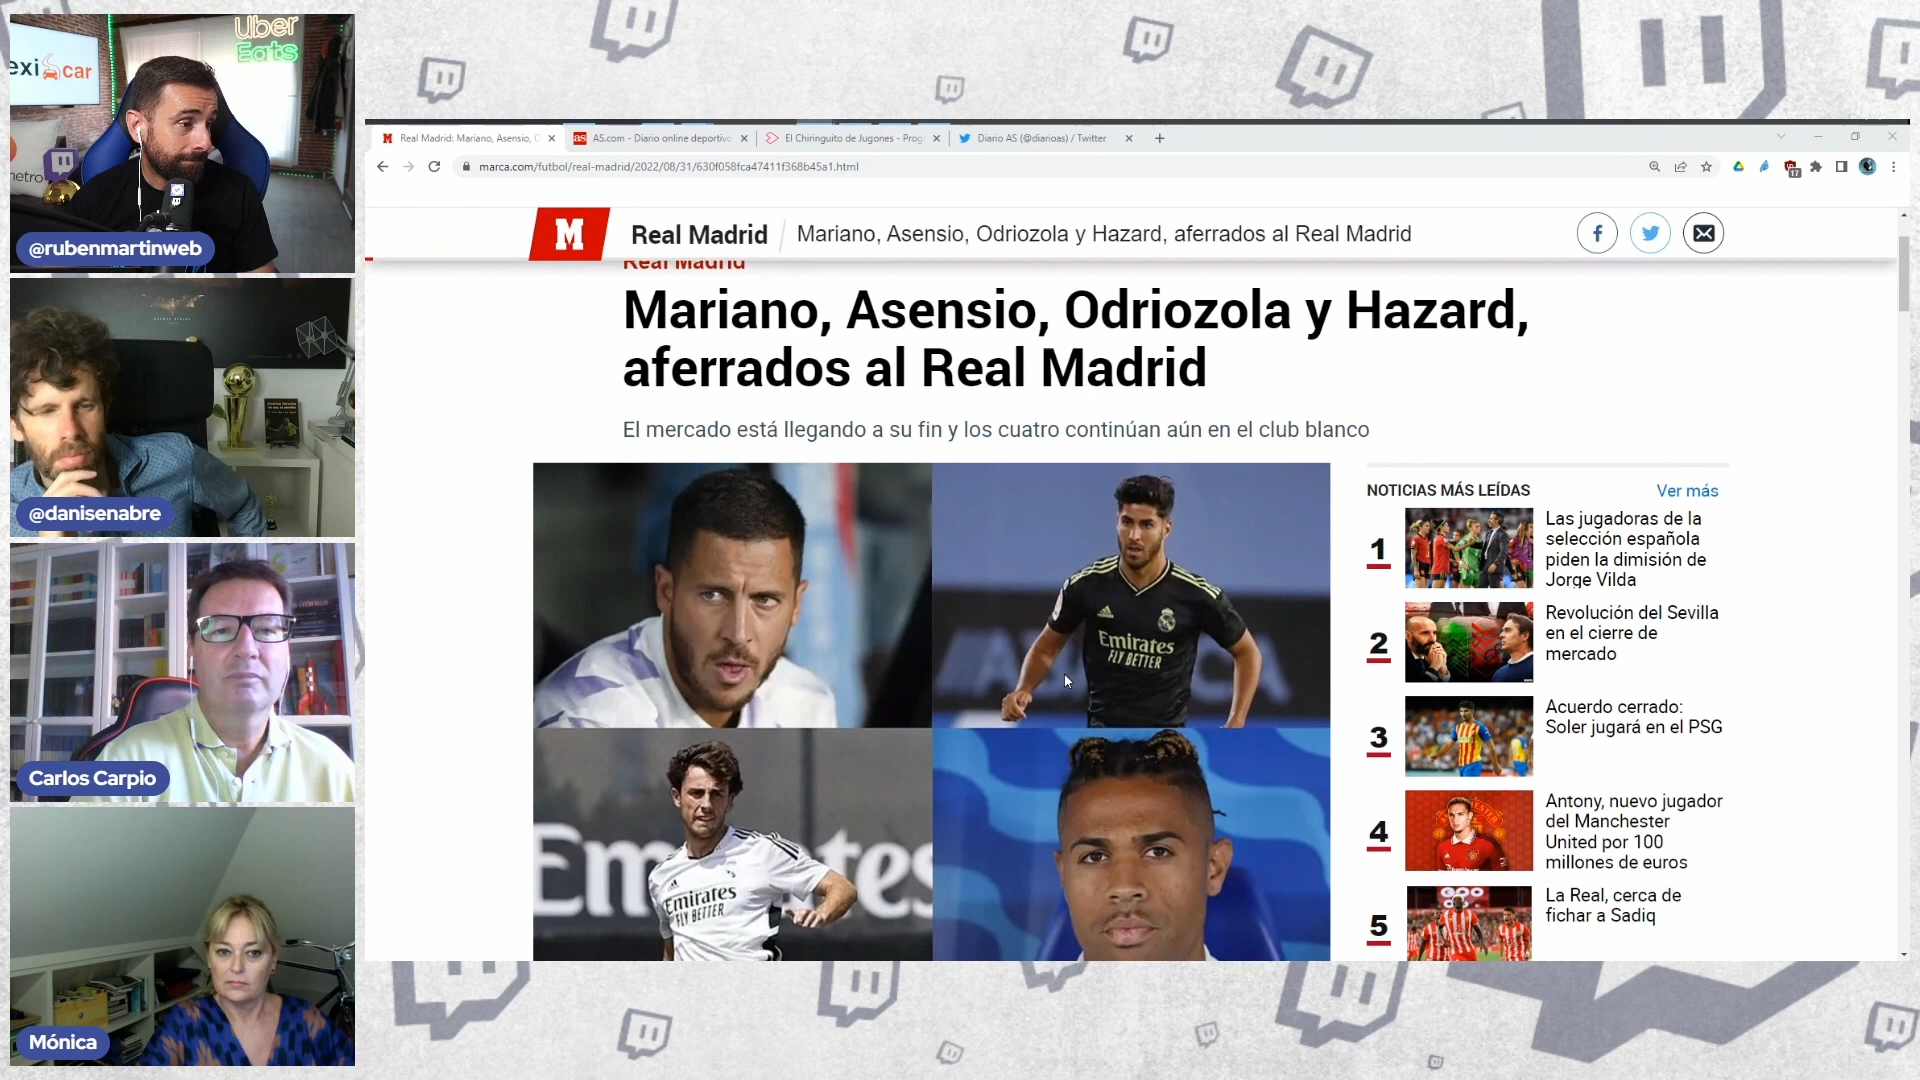 Uber
Eats
exi car
metro
@rubenmartinweb
@danisenabre
Carlos Carpio
Mónica
Real Madrid: Mariano, Asensio, O
AS.com - Diario online deportivo
El Chiringuito de Jugones - Prog
Diario AS (@diarioas) / Twitter
marca.com/futbol/real-madrid/2022/08/31/630f058fca47411f368b45a1.html
17
M
Real Madrid
Mariano, Asensio, Odriozola y Hazard, aferrados al Real Madrid
Real Madrid
Mariano, Asensio, Odriozola y Hazard,
aferrados al Real Madrid
El mercado está llegando a su fin y los cuatro continúan aún en el club blanco
Emirates
FLY BETTER
Emirates
Emirates
FLY BETTER
NOTICIAS MÁS LEÍDAS
Ver más
1
Las jugadoras de la
selección española
piden la dimisión de
Jorge Vilda
2
Revolución del Sevilla
en el cierre de
mercado
3
Acuerdo cerrado:
Soler jugará en el PSG
4
Antony, nuevo jugador
del Manchester
United por 100
millones de euros
5
La Real, cerca de
fichar a Sadiq